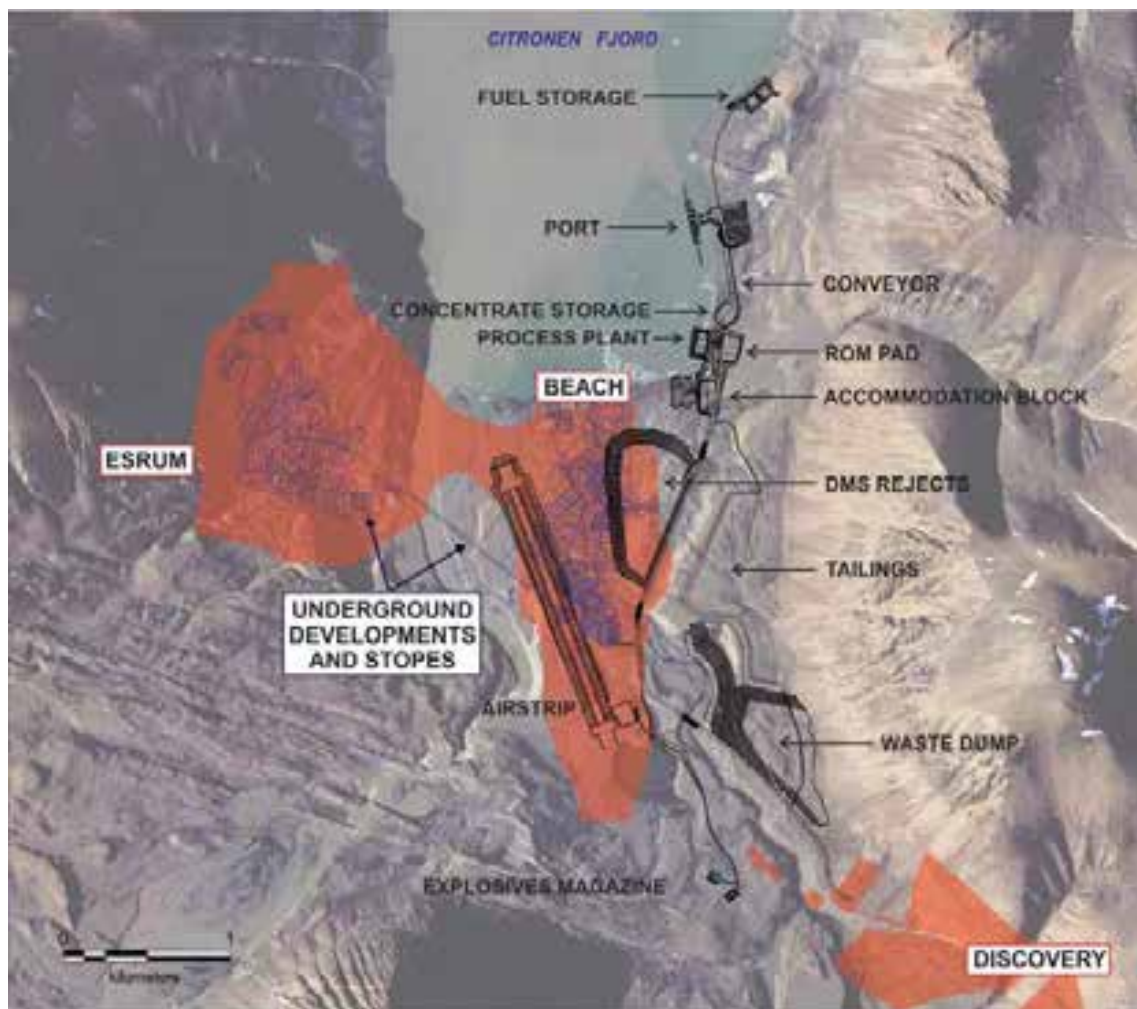 CITRONEN FJORD
FUEL STORAGE
PORT
CONVEYOR
CONCENTRATE STORAGE
PROCESS PLANT
ROM PAD
BEACH
ACCOMMODATION BLOCK
ESRUM
DMS REJECTS
TAILINGS
UNDERGROUND
DEVELOPMENTS
AND STOPES
AIRSTRIP
WASTE DUMP
EXPLOSIVES MAGAZINE
0 1
kilometers
DISCOVERY